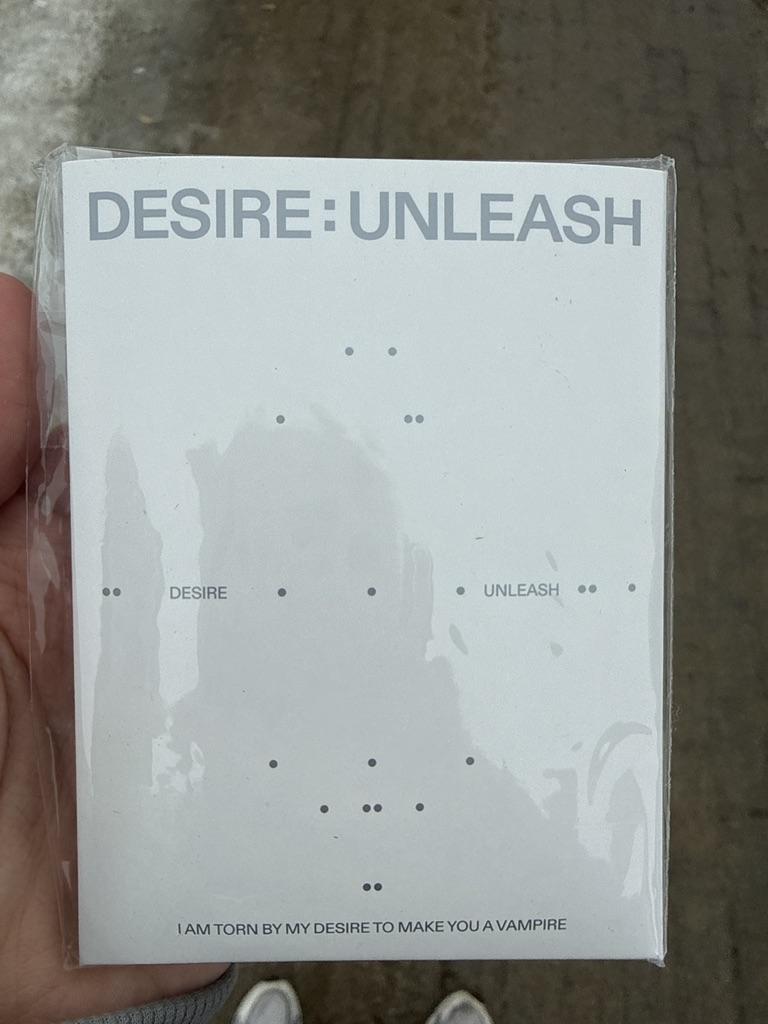 DESIRE : UNLEASH
DESIRE UNLEASH
I AM TORN BY MY DESIRE TO MAKE YOU A VAMPIRE